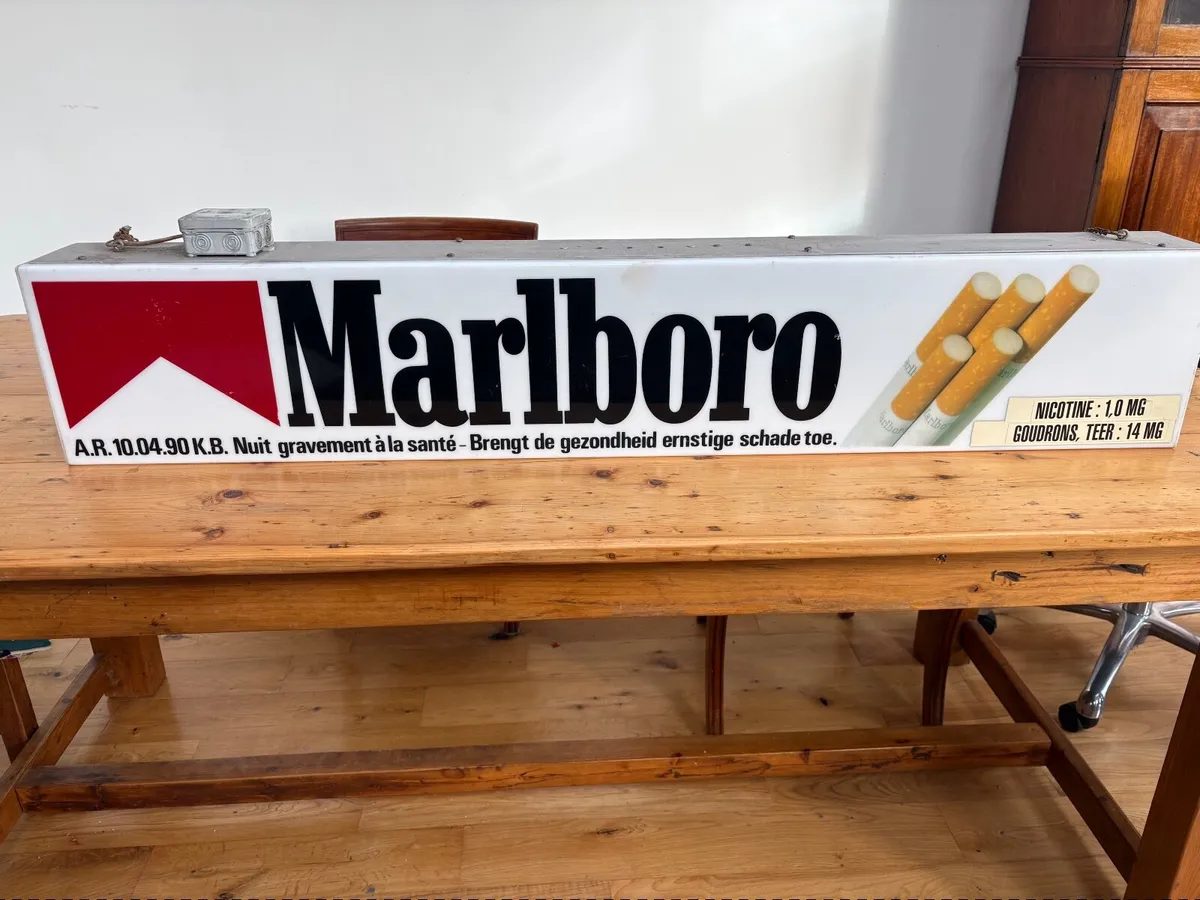 Marlboro
A.R. 10.04.90 K.B. Nuit gravement à la santé - Brengt de gezondheid ernstige schade toe.
NICOTINE : 1,0 MG
GOUDRONS, TEER : 14 MG